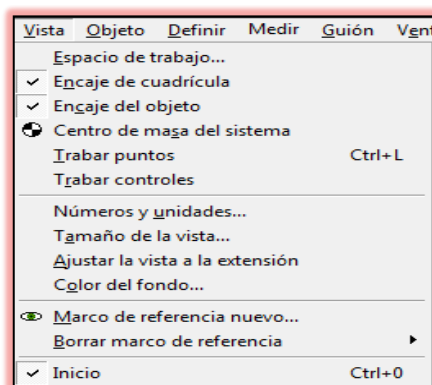 Vista Objeto Definir Medir Guión Vent
Espacio de trabajo...
Encaje de cuadrícula
Encaje del objeto
Centro de masa del sistema
Trabar puntos Ctrl+L
Trabar controles
Números y unidades...
Tamaño de la vista...
Ajustar la vista a la extensión
Color del fondo...
Marco de referencia nuevo...
Borrar marco de referencia
Inicio Ctrl+0